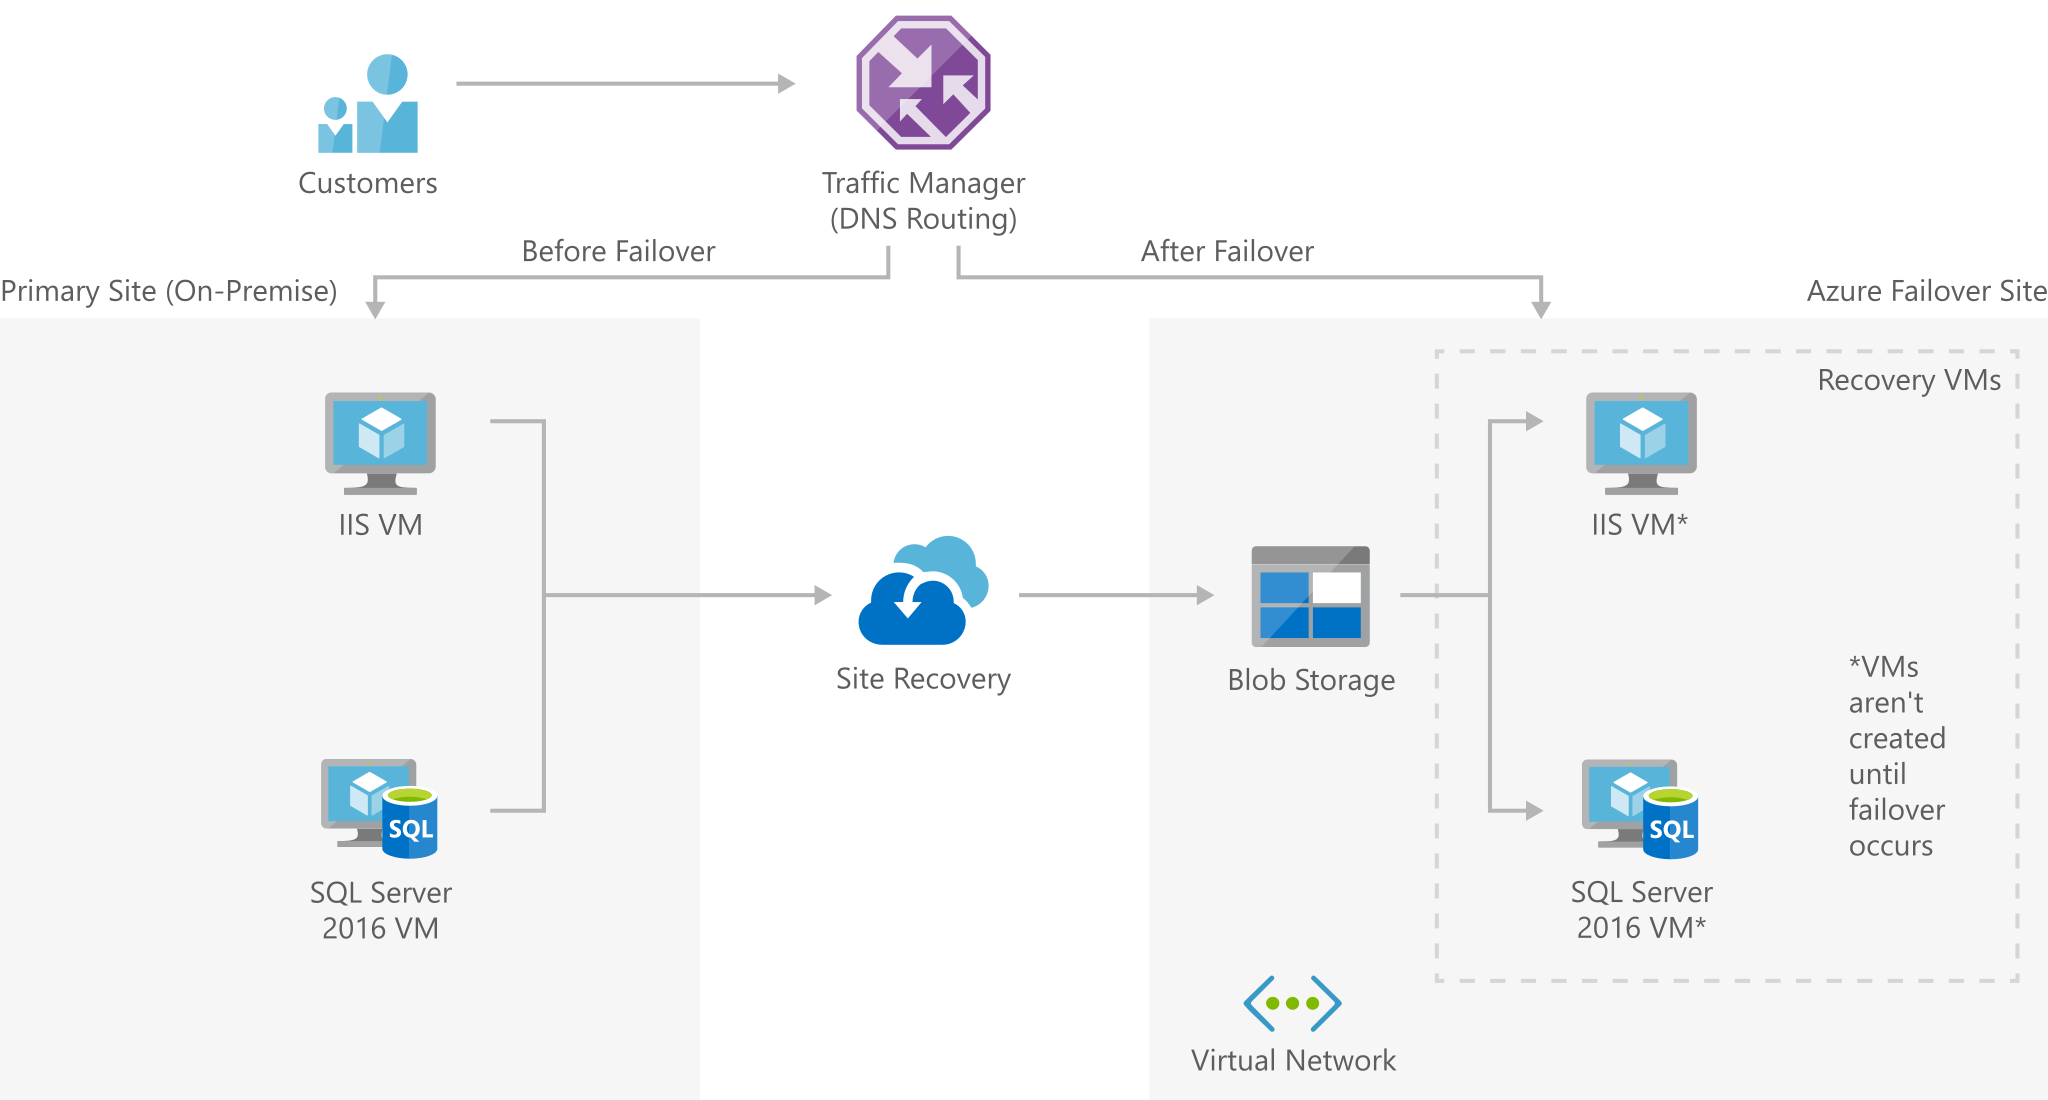 Customers
Traffic Manager
(DNS Routing)
Before Failover
After Failover
Primary Site (On-Premise)
Azure Failover Site
Recovery VMs
IIS VM
IIS VM*
Site Recovery
Blob Storage
*VMs
aren't
created
until
failover
occurs
SQL
SQL Server
2016 VM
SQL
SQL Server
2016 VM*
Virtual Network